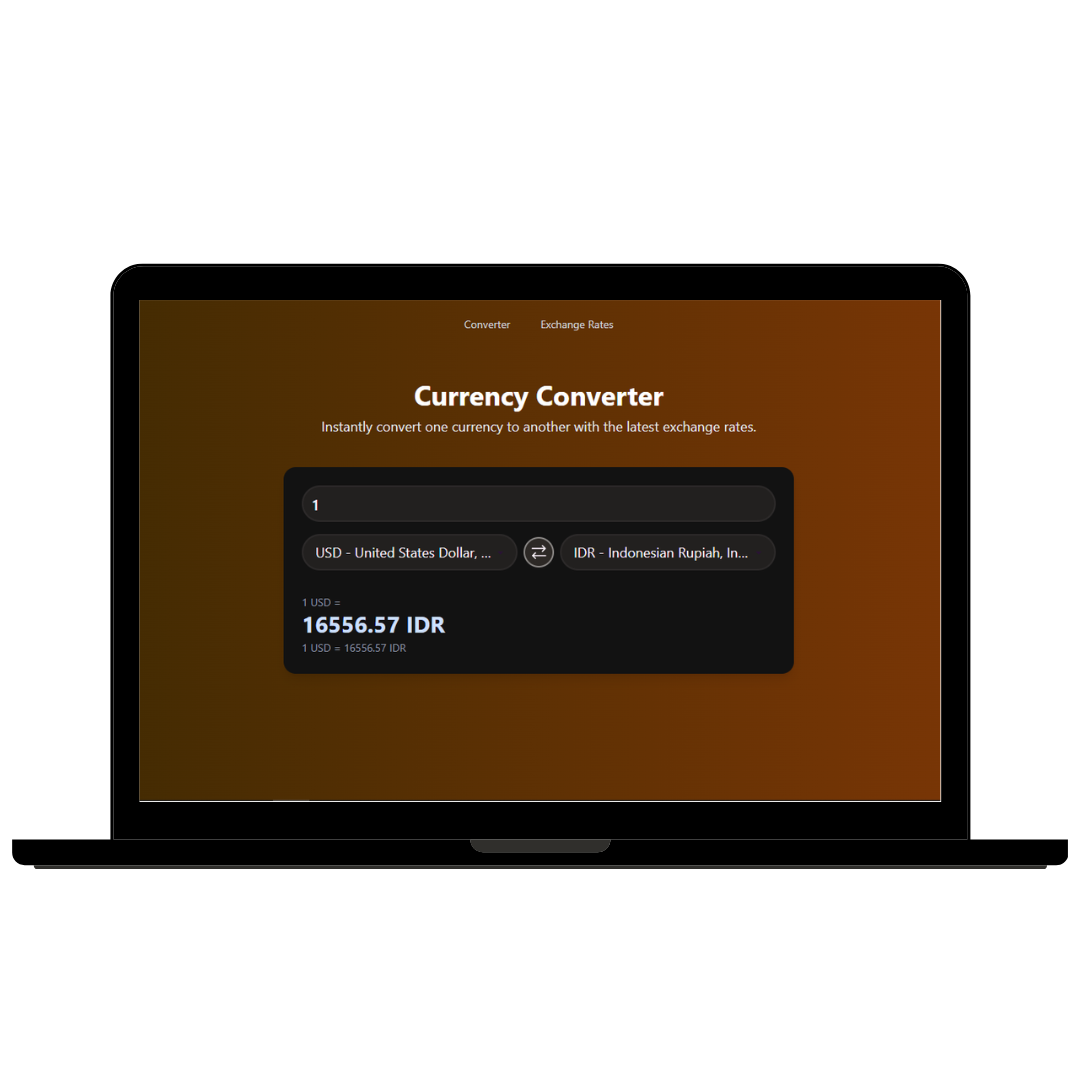 Converter Exchange Rates
Currency Converter
Instantly convert one currency to another with the latest exchange rates.
1
USD - United States Dollar, ...
IDR - Indonesian Rupiah, In...
1 USD =
16556.57 IDR
1 USD = 16556.57 IDR